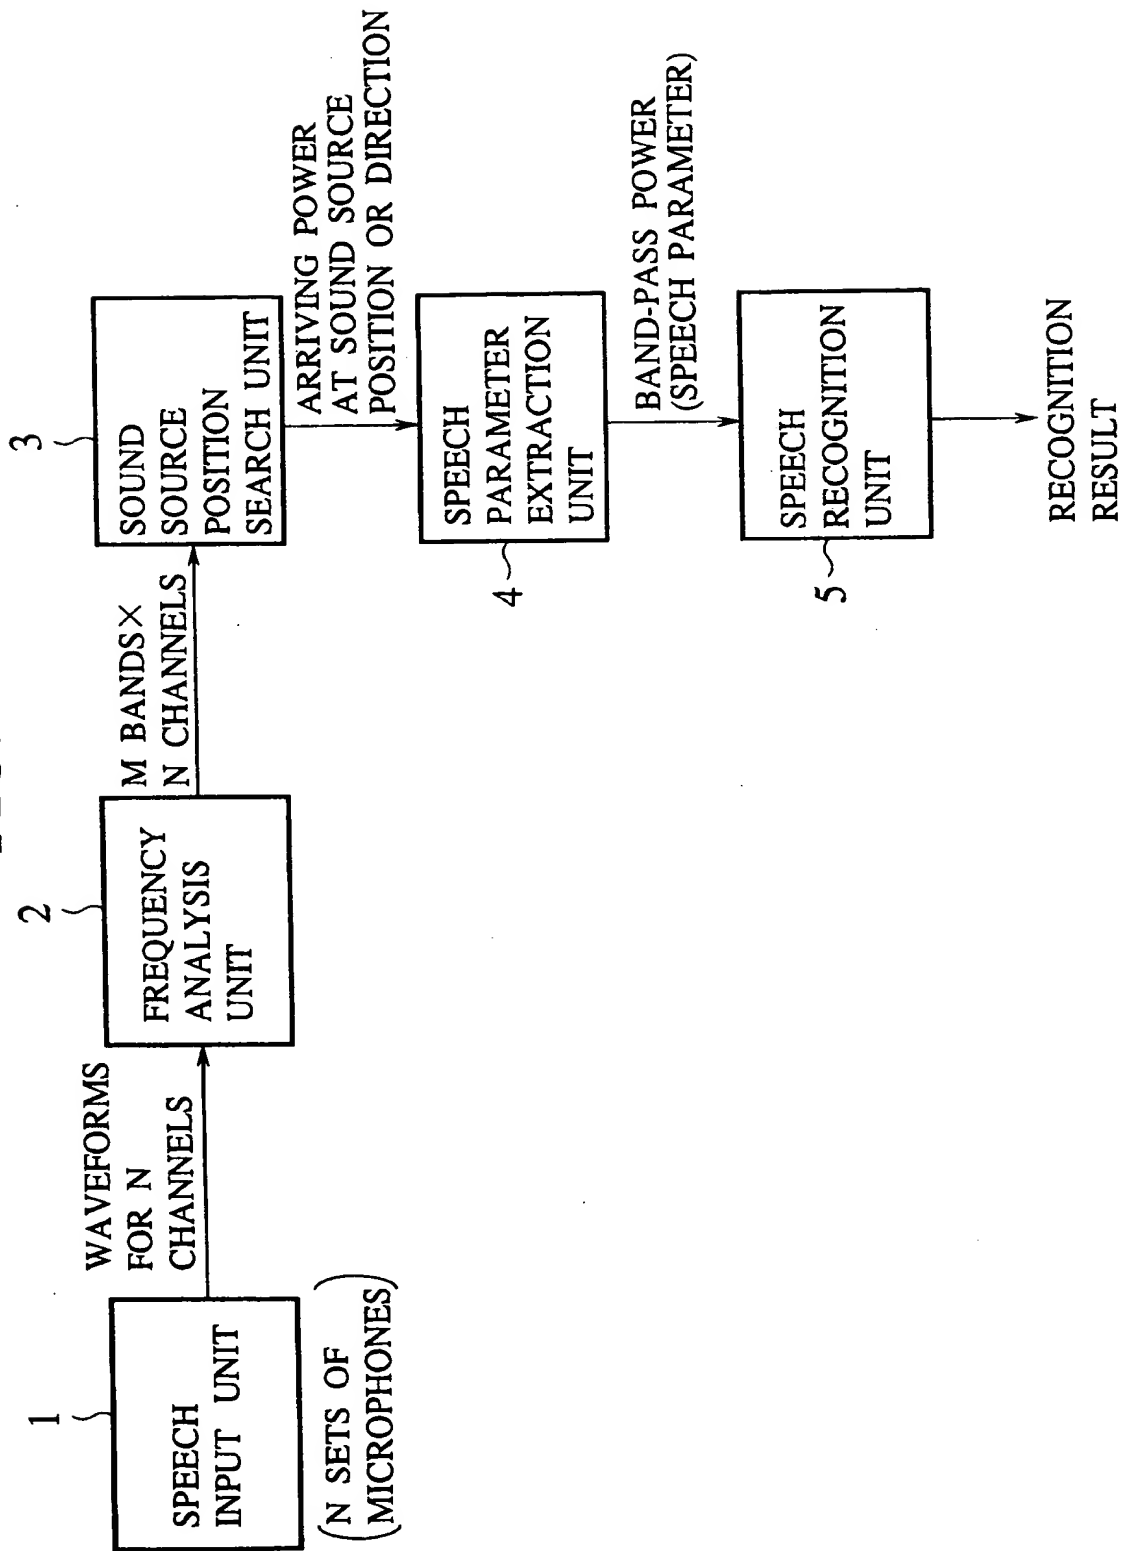 1
SPEECH
INPUT UNIT
(N SETS OF
MICROPHONES)
WAVEFORMS
FOR N
CHANNELS
2
FREQUENCY
ANALYSIS
UNIT
M BANDS×
N CHANNELS
3
SOUND
SOURCE
POSITION
SEARCH UNIT
ARRIVING POWER
AT SOUND SOURCE
POSITION OR DIRECTION
4
SPEECH
PARAMETER
EXTRACTION
UNIT
BAND-PASS POWER
(SPEECH PARAMETER)
5
SPEECH
RECOGNITION
UNIT
RECOGNITION
RESULT